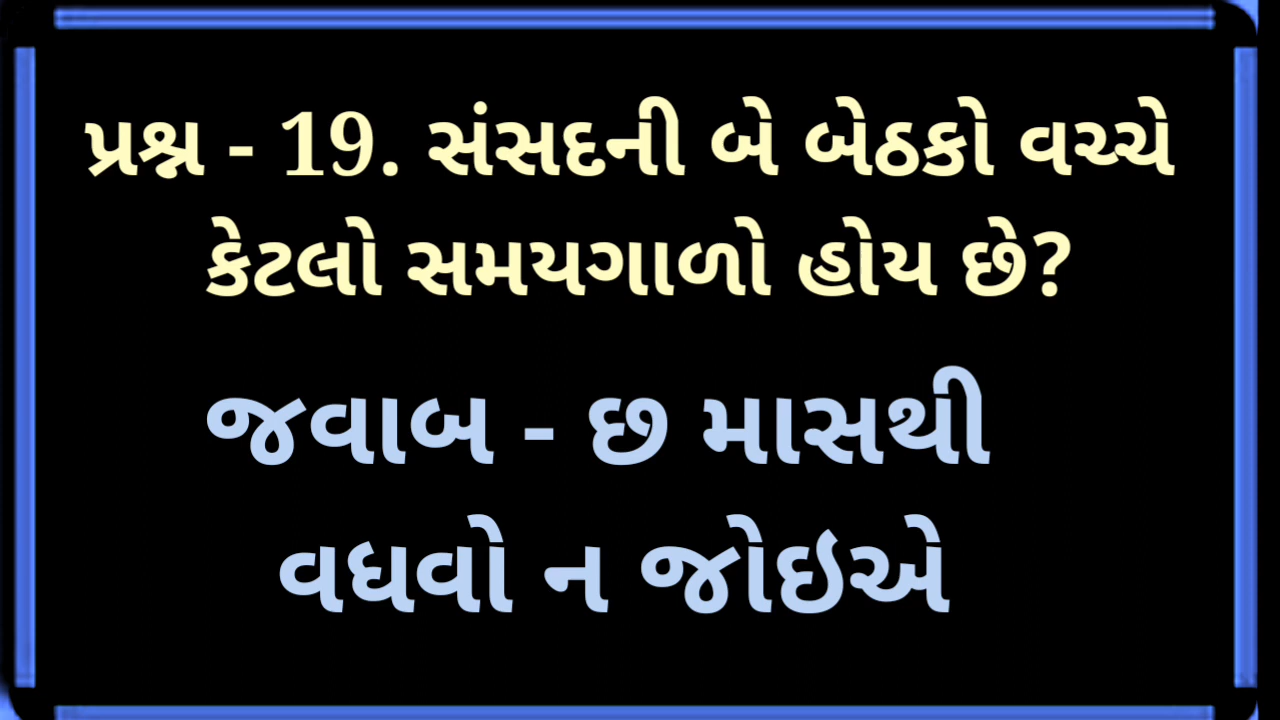 પ્રશ્ન - 19. સંસદની બે બેઠકો વચ્ચે
કેટલો સમયગાળો હોય છે?
જવાબ - છ માસથી
વધવો ન જોઇએ